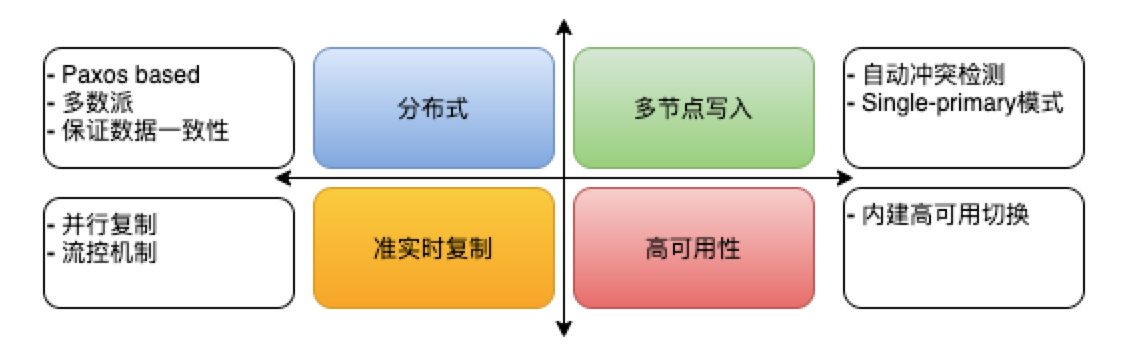 - Paxos based
- 多数派
- 保证数据一致性
分布式
多节点写入
- 自动冲突检测
- Single-primary模式
- 并行复制
- 流控机制
准实时复制
高可用性
- 内建高可用切换